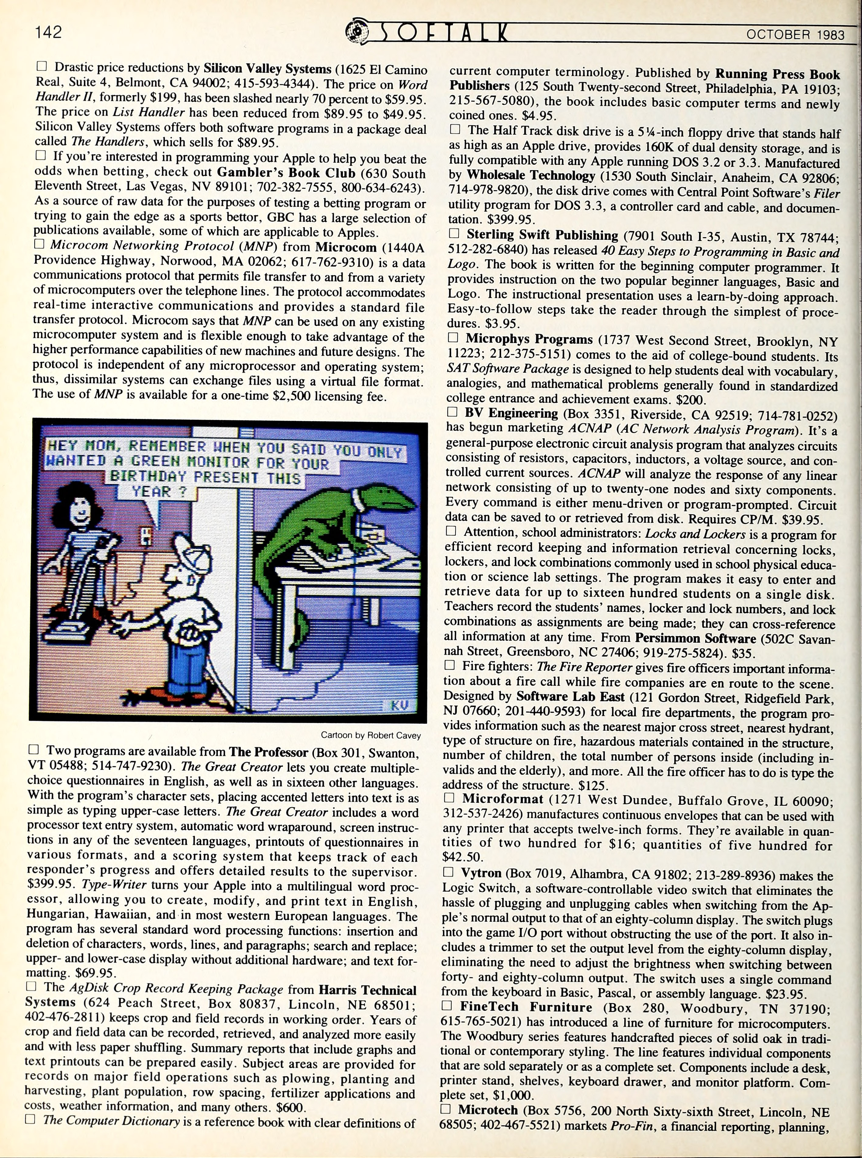 142
SOFTALK
OCTOBER 1983
☐ Drastic price reductions by Silicon Valley Systems (1625 El Camino
Real, Suite 4, Belmont, CA 94002; 415-593-4344). The price on Word
Handler II, formerly $199, has been slashed nearly 70 percent to $59.95.
The price on List Handler has been reduced from $89.95 to $49.95.
Silicon Valley Systems offers both software programs in a package deal
called The Handlers, which sells for $89.95.
☐ If you're interested in programming your Apple to help you beat the
odds when betting, check out Gambler's Book Club (630 South
Eleventh Street, Las Vegas, NV 89101; 702-382-7555, 800-634-6243).
As a source of raw data for the purposes of testing a betting program or
trying to gain the edge as a sports bettor, GBC has a large selection of
publications available, some of which are applicable to Apples.
☐ Microcom Networking Protocol (MNP) from Microcom (1440A
Providence Highway, Norwood, MA 02062; 617-762-9310) is a data
communications protocol that permits file transfer to and from a variety
of microcomputers over the telephone lines. The protocol accommodates
real-time interactive communications and provides a standard file
transfer protocol. Microcom says that MNP can be used on any existing
microcomputer system and is flexible enough to take advantage of the
higher performance capabilities of new machines and future designs. The
protocol is independent of any microprocessor and operating system;
thus, dissimilar systems can exchange files using a virtual file format.
The use of MNP is available for a one-time $2,500 licensing fee.
HEY MOM, REMEMBER WHEN YOU SAID YOU ONLY
WANTED A GREEN MONITOR FOR YOUR
BIRTHDAY PRESENT THIS
YEAR ?
KV
Cartoon by Robert Cavey
☐ Two programs are available from The Professor (Box 301, Swanton,
VT 05488; 514-747-9230). The Great Creator lets you create multiple-
choice questionnaires in English, as well as in sixteen other languages.
With the program's character sets, placing accented letters into text is as
simple as typing upper-case letters. The Great Creator includes a word
processor text entry system, automatic word wraparound, screen instruc-
tions in any of the seventeen languages, printouts of questionnaires in
various formats, and a scoring system that keeps track of each
responder's progress and offers detailed results to the supervisor.
$399.95. Type-Writer turns your Apple into a multilingual word proc-
essor, allowing you to create, modify, and print text in English,
Hungarian, Hawaiian, and in most western European languages. The
program has several standard word processing functions: insertion and
deletion of characters, words, lines, and paragraphs; search and replace;
upper- and lower-case display without additional hardware; and text for-
matting. $69.95.
☐ The AgDisk Crop Record Keeping Package from Harris Technical
Systems (624 Peach Street, Box 80837, Lincoln, NE 68501;
402-476-2811) keeps crop and field records in working order. Years of
crop and field data can be recorded, retrieved, and analyzed more easily
and with less paper shuffling. Summary reports that include graphs and
text printouts can be prepared easily. Subject areas are provided for
records on major field operations such as plowing, planting and
harvesting, plant population, row spacing, fertilizer applications and
costs, weather information, and many others. $600.
☐ The Computer Dictionary is a reference book with clear definitions of
current computer terminology. Published by Running Press Book
Publishers (125 South Twenty-second Street, Philadelphia, PA 19103;
215-567-5080), the book includes basic computer terms and newly
coined ones. $4.95.
☐ The Half Track disk drive is a 5¼-inch floppy drive that stands half
as high as an Apple drive, provides 160K of dual density storage, and is
fully compatible with any Apple running DOS 3.2 or 3.3. Manufactured
by Wholesale Technology (1530 South Sinclair, Anaheim, CA 92806;
714-978-9820), the disk drive comes with Central Point Software's Filer
utility program for DOS 3.3, a controller card and cable, and documen-
tation. $399.95.
☐ Sterling Swift Publishing (7901 South I-35, Austin, TX 78744;
512-282-6840) has released 40 Easy Steps to Programming in Basic and
Logo. The book is written for the beginning computer programmer. It
provides instruction on the two popular beginner languages, Basic and
Logo. The instructional presentation uses a learn-by-doing approach.
Easy-to-follow steps take the reader through the simplest of proce-
dures. $3.95.
☐ Microphys Programs (1737 West Second Street, Brooklyn, NY
11223; 212-375-5151) comes to the aid of college-bound students. Its
SAT Software Package is designed to help students deal with vocabulary,
analogies, and mathematical problems generally found in standardized
college entrance and achievement exams. $200.
☐ BV Engineering (Box 3351, Riverside, CA 92519; 714-781-0252)
has begun marketing ACNAP (AC Network Analysis Program). It's a
general-purpose electronic circuit analysis program that analyzes circuits
consisting of resistors, capacitors, inductors, a voltage source, and con-
trolled current sources. ACNAP will analyze the response of any linear
network consisting of up to twenty-one nodes and sixty components.
Every command is either menu-driven or program-prompted. Circuit
data can be saved to or retrieved from disk. Requires CP/M. $39.95.
☐ Attention, school administrators: Locks and Lockers is a program for
efficient record keeping and information retrieval concerning locks,
lockers, and lock combinations commonly used in school physical educa-
tion or science lab settings. The program makes it easy to enter and
retrieve data for up to sixteen hundred students on a single disk.
Teachers record the students' names, locker and lock numbers, and lock
combinations as assignments are being made; they can cross-reference
all information at any time. From Persimmon Software (502C Savan-
nah Street, Greensboro, NC 27406; 919-275-5824). $35.
☐ Fire fighters: The Fire Reporter gives fire officers important informa-
tion about a fire call while fire companies are en route to the scene.
Designed by Software Lab East (121 Gordon Street, Ridgefield Park,
NJ 07660; 201-440-9593) for local fire departments, the program pro-
vides information such as the nearest major cross street, nearest hydrant,
type of structure on fire, hazardous materials contained in the structure,
number of children, the total number of persons inside (including in-
valids and the elderly), and more. All the fire officer has to do is type the
address of the structure. $125.
☐ Microformat (1271 West Dundee, Buffalo Grove, IL 60090;
312-537-2426) manufactures continuous envelopes that can be used with
any printer that accepts twelve-inch forms. They're available in quan-
tities of two hundred for $16; quantities of five hundred for
$42.50.
☐ Vytron (Box 7019, Alhambra, CA 91802; 213-289-8936) makes the
Logic Switch, a software-controllable video switch that eliminates the
hassle of plugging and unplugging cables when switching from the Ap-
ple's normal output to that of an eighty-column display. The switch plugs
into the game I/O port without obstructing the use of the port. It also in-
cludes a trimmer to set the output level from the eighty-column display,
eliminating the need to adjust the brightness when switching between
forty- and eighty-column output. The switch uses a single command
from the keyboard in Basic, Pascal, or assembly language. $23.95.
☐ FineTech Furniture (Box 280, Woodbury, TN 37190;
615-765-5021) has introduced a line of furniture for microcomputers.
The Woodbury series features handcrafted pieces of solid oak in tradi-
tional or contemporary styling. The line features individual components
that are sold separately or as a complete set. Components include a desk,
printer stand, shelves, keyboard drawer, and monitor platform. Com-
plete set, $1,000.
☐ Microtech (Box 5756, 200 North Sixty-sixth Street, Lincoln, NE
68505; 402-467-5521) markets Pro-Fin, a financial reporting, planning,